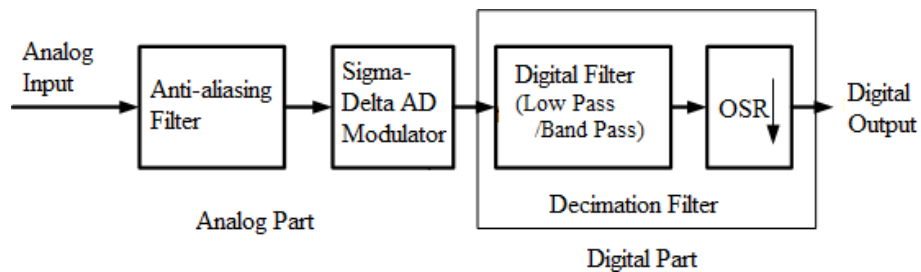 Analog
Input
Anti-aliasing
Filter
Sigma-
Delta AD
Modulator
Digital Filter
(Low Pass
/Band Pass)
OSR
Digital
Output
Decimation Filter
Analog Part
Digital Part